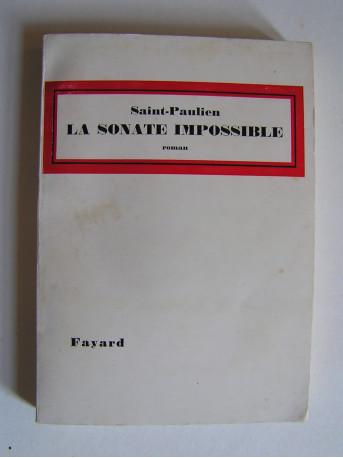 Saint-Paulien
LA SONATE IMPOSSIBLE
roman
Fayard